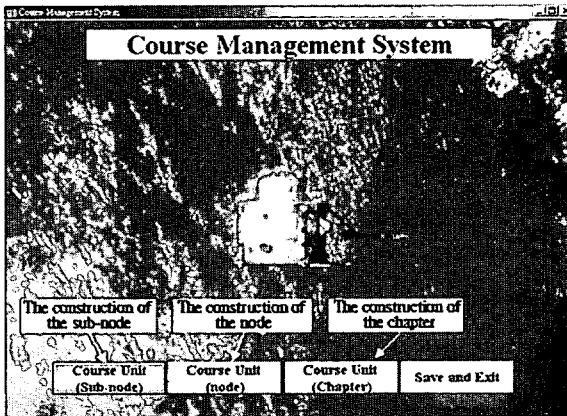 Course Management System
Course Management System
The construction of
the sub-node
The construction of
the node
The construction of
the chapter
Course Unit
(Sub-node)
Course Unit
(node)
Course Unit
(Chapter)
Save and Exit